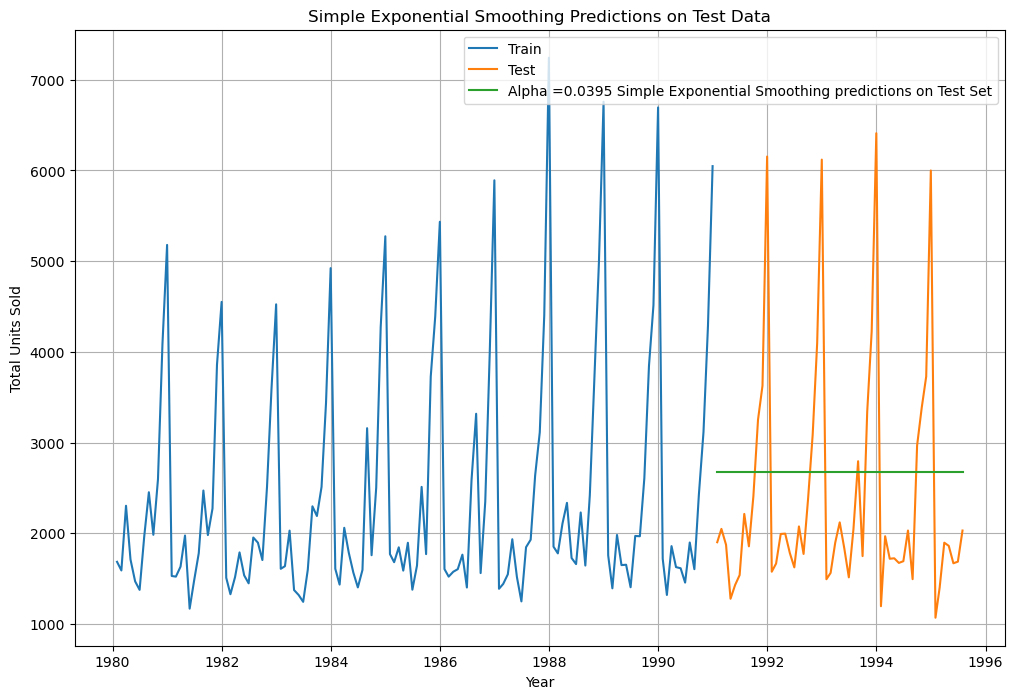 Simple Exponential Smoothing Predictions on Test Data
Train
Test
Alpha =0.0395 Simple Exponential Smoothing predictions on Test Set
7000
6000
5000
4000
3000
2000
1000
Total Units Sold
1980 1982 1984 1986 1988 1990 1992 1994 1996
Year